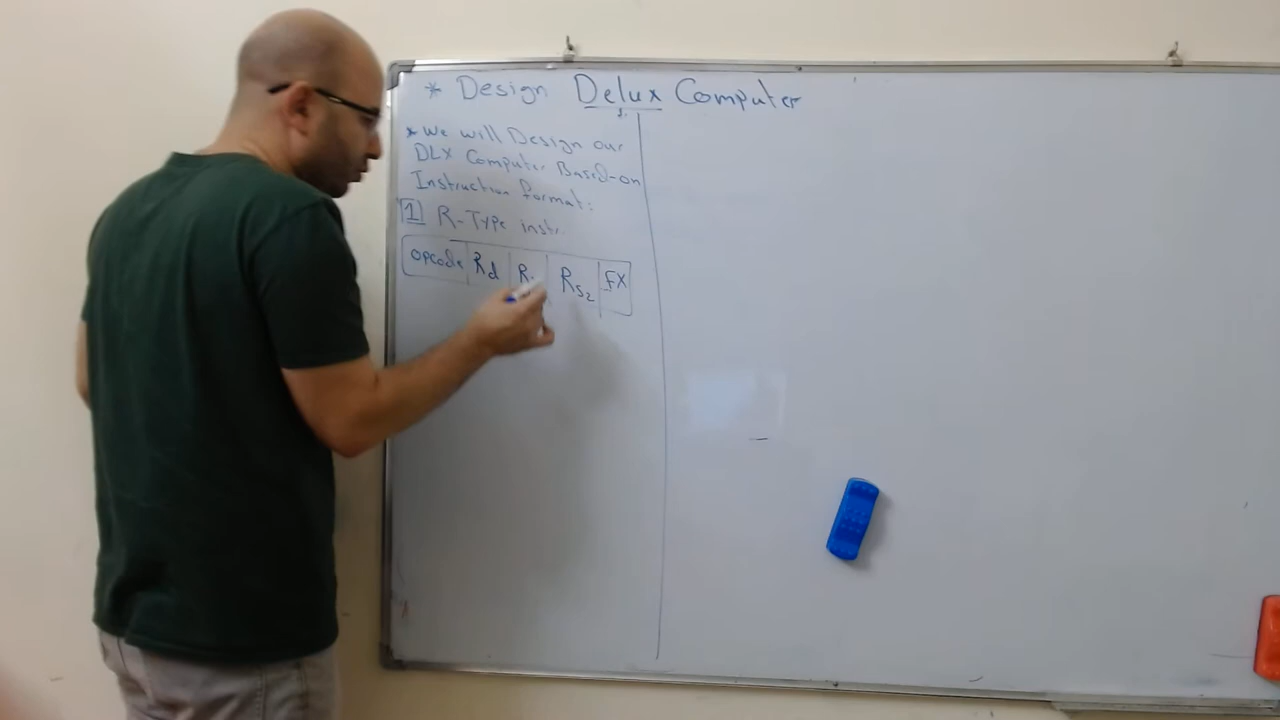 * Design Delux Computer
* We will Design our
DLX Computer Based-on
Instruction format:
1 R-Type instr.
opcode Rd Rs2 fx